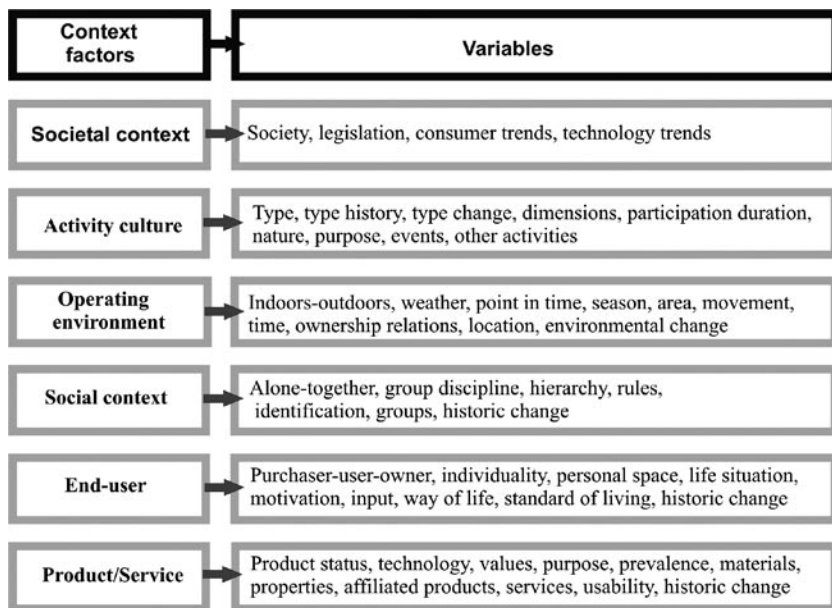 Context
factors
Variables
Societal context
Society, legislation, consumer trends, technology trends
Activity culture
Type, type history, type change, dimensions, participation duration,
nature, purpose, events, other activities
Operating
environment
Indoors-outdoors, weather, point in time, season, area, movement,
time, ownership relations, location, environmental change
Social context
Alone-together, group discipline, hierarchy, rules,
identification, groups, historic change
End-user
Purchaser-user-owner, individuality, personal space, life situation,
motivation, input, way of life, standard of living, historic change
Product/Service
Product status, technology, values, purpose, prevalence, materials,
properties, affiliated products, services, usability, historic change